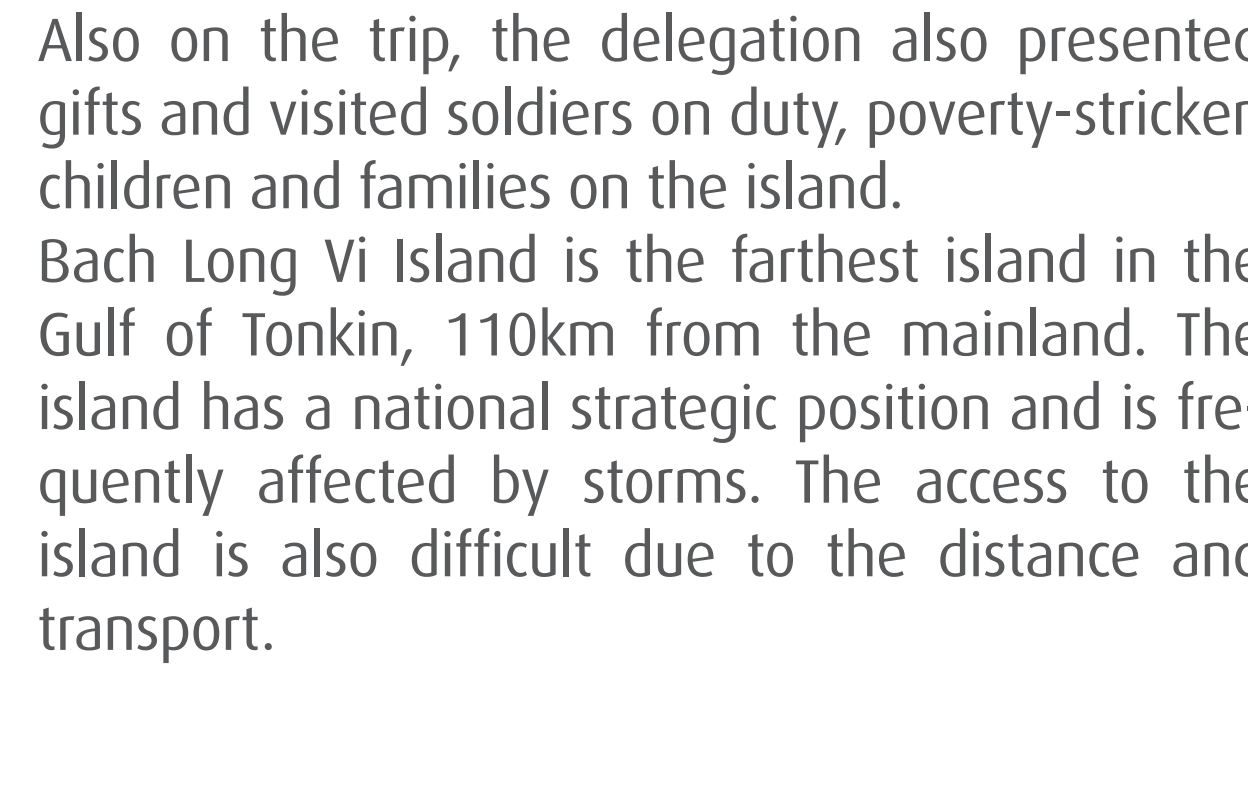 Also on the trip, the delegation also presented
gifts and visited soldiers on duty, poverty-stricken
children and families on the island.
Bach Long Vi Island is the farthest island in the
Gulf of Tonkin, 110km from the mainland. The
island has a national strategic position and is fre-
quently affected by storms. The access to the
island is also difficult due to the distance and
transport.